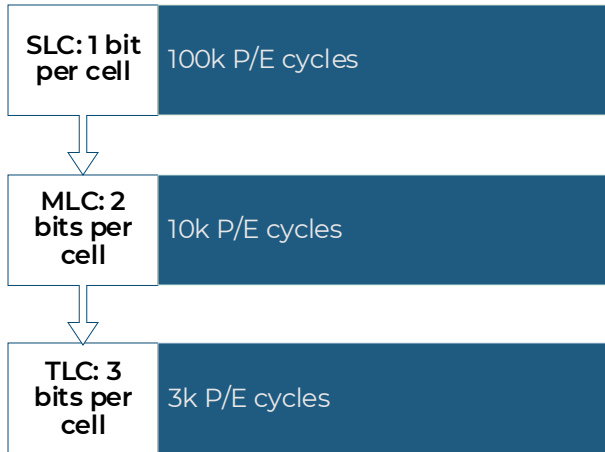 SLC: 1 bit
per cell
100k P/E cycles
MLC: 2
bits per
cell
10k P/E cycles
TLC: 3
bits per
cell
3k P/E cycles